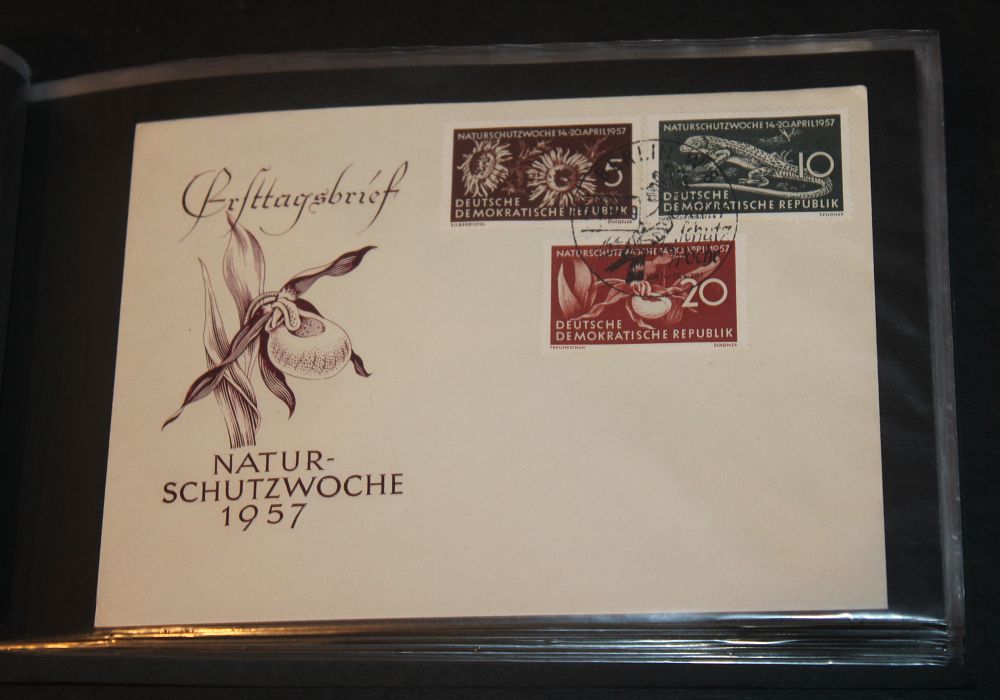 Ersttagsbrief
NATUR-
SCHUTZWOCHE
1957
NATURSCHUTZWOCHE 14-20.APRIL 1957
5
DEUTSCHE
DEMOKRATISCHE REPUBLIK
SILBERDISTEL SCHONER
NATURSCHUTZWOCHE 14-20.APRIL 1957
10
DEUTSCHE
DEMOKRATISCHE REPUBLIK
SCHONER
NATURSCHUTZWOCHE 14-20.APRIL 1957
20
DEUTSCHE
DEMOKRATISCHE REPUBLIK
FRAUENSCHUH SCHONER
schutz